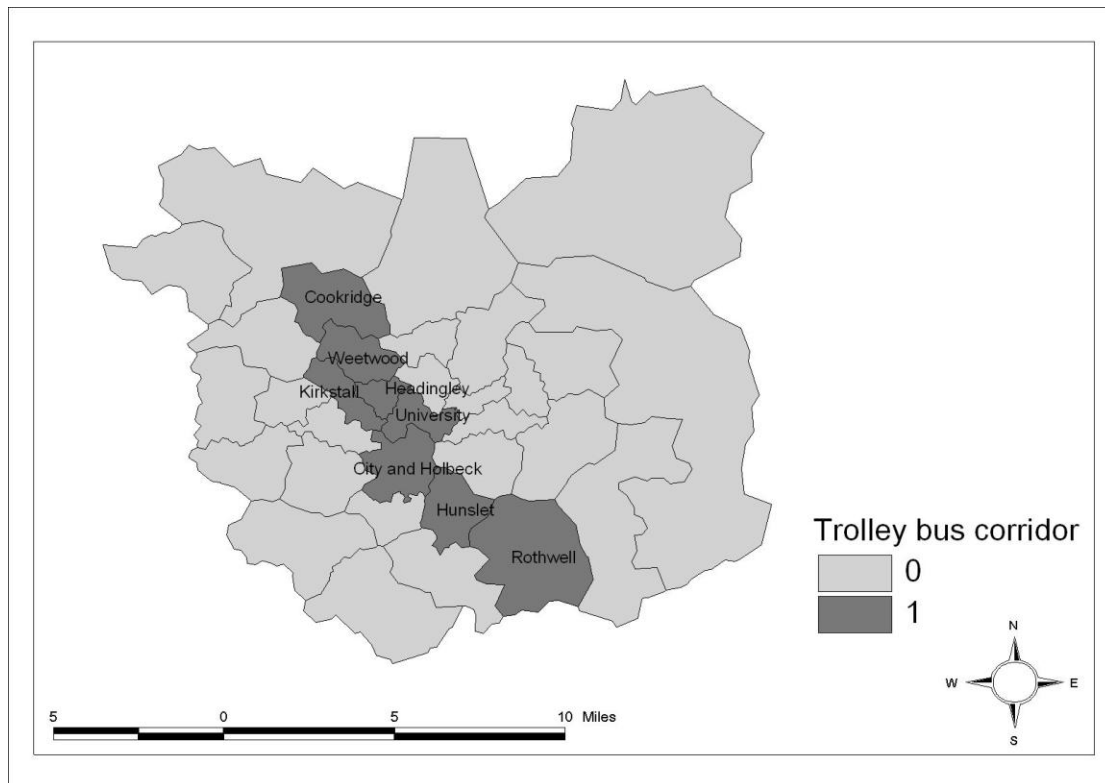 Cookridge
Weetwood
Kirkstall
Headingley
University
City and Holbeck
Hunslet
Rothwell
Trolley bus corridor
0
1
N
W E
S
5 0 5 10 Miles